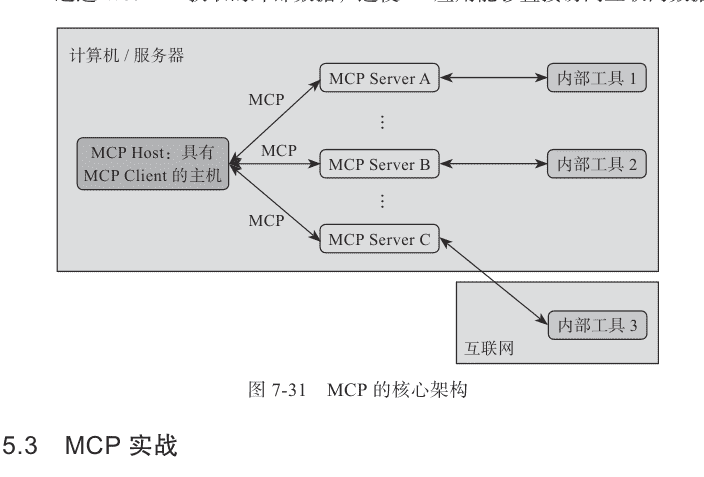 计算机 / 服务器
MCP Server A
内部工具 1
MCP
⋮
MCP Host：具有
MCP Client 的主机
MCP
MCP Server B
内部工具 2
⋮
MCP
MCP Server C
内部工具 3
互联网
图 7-31 MCP 的核心架构
5.3 MCP 实战